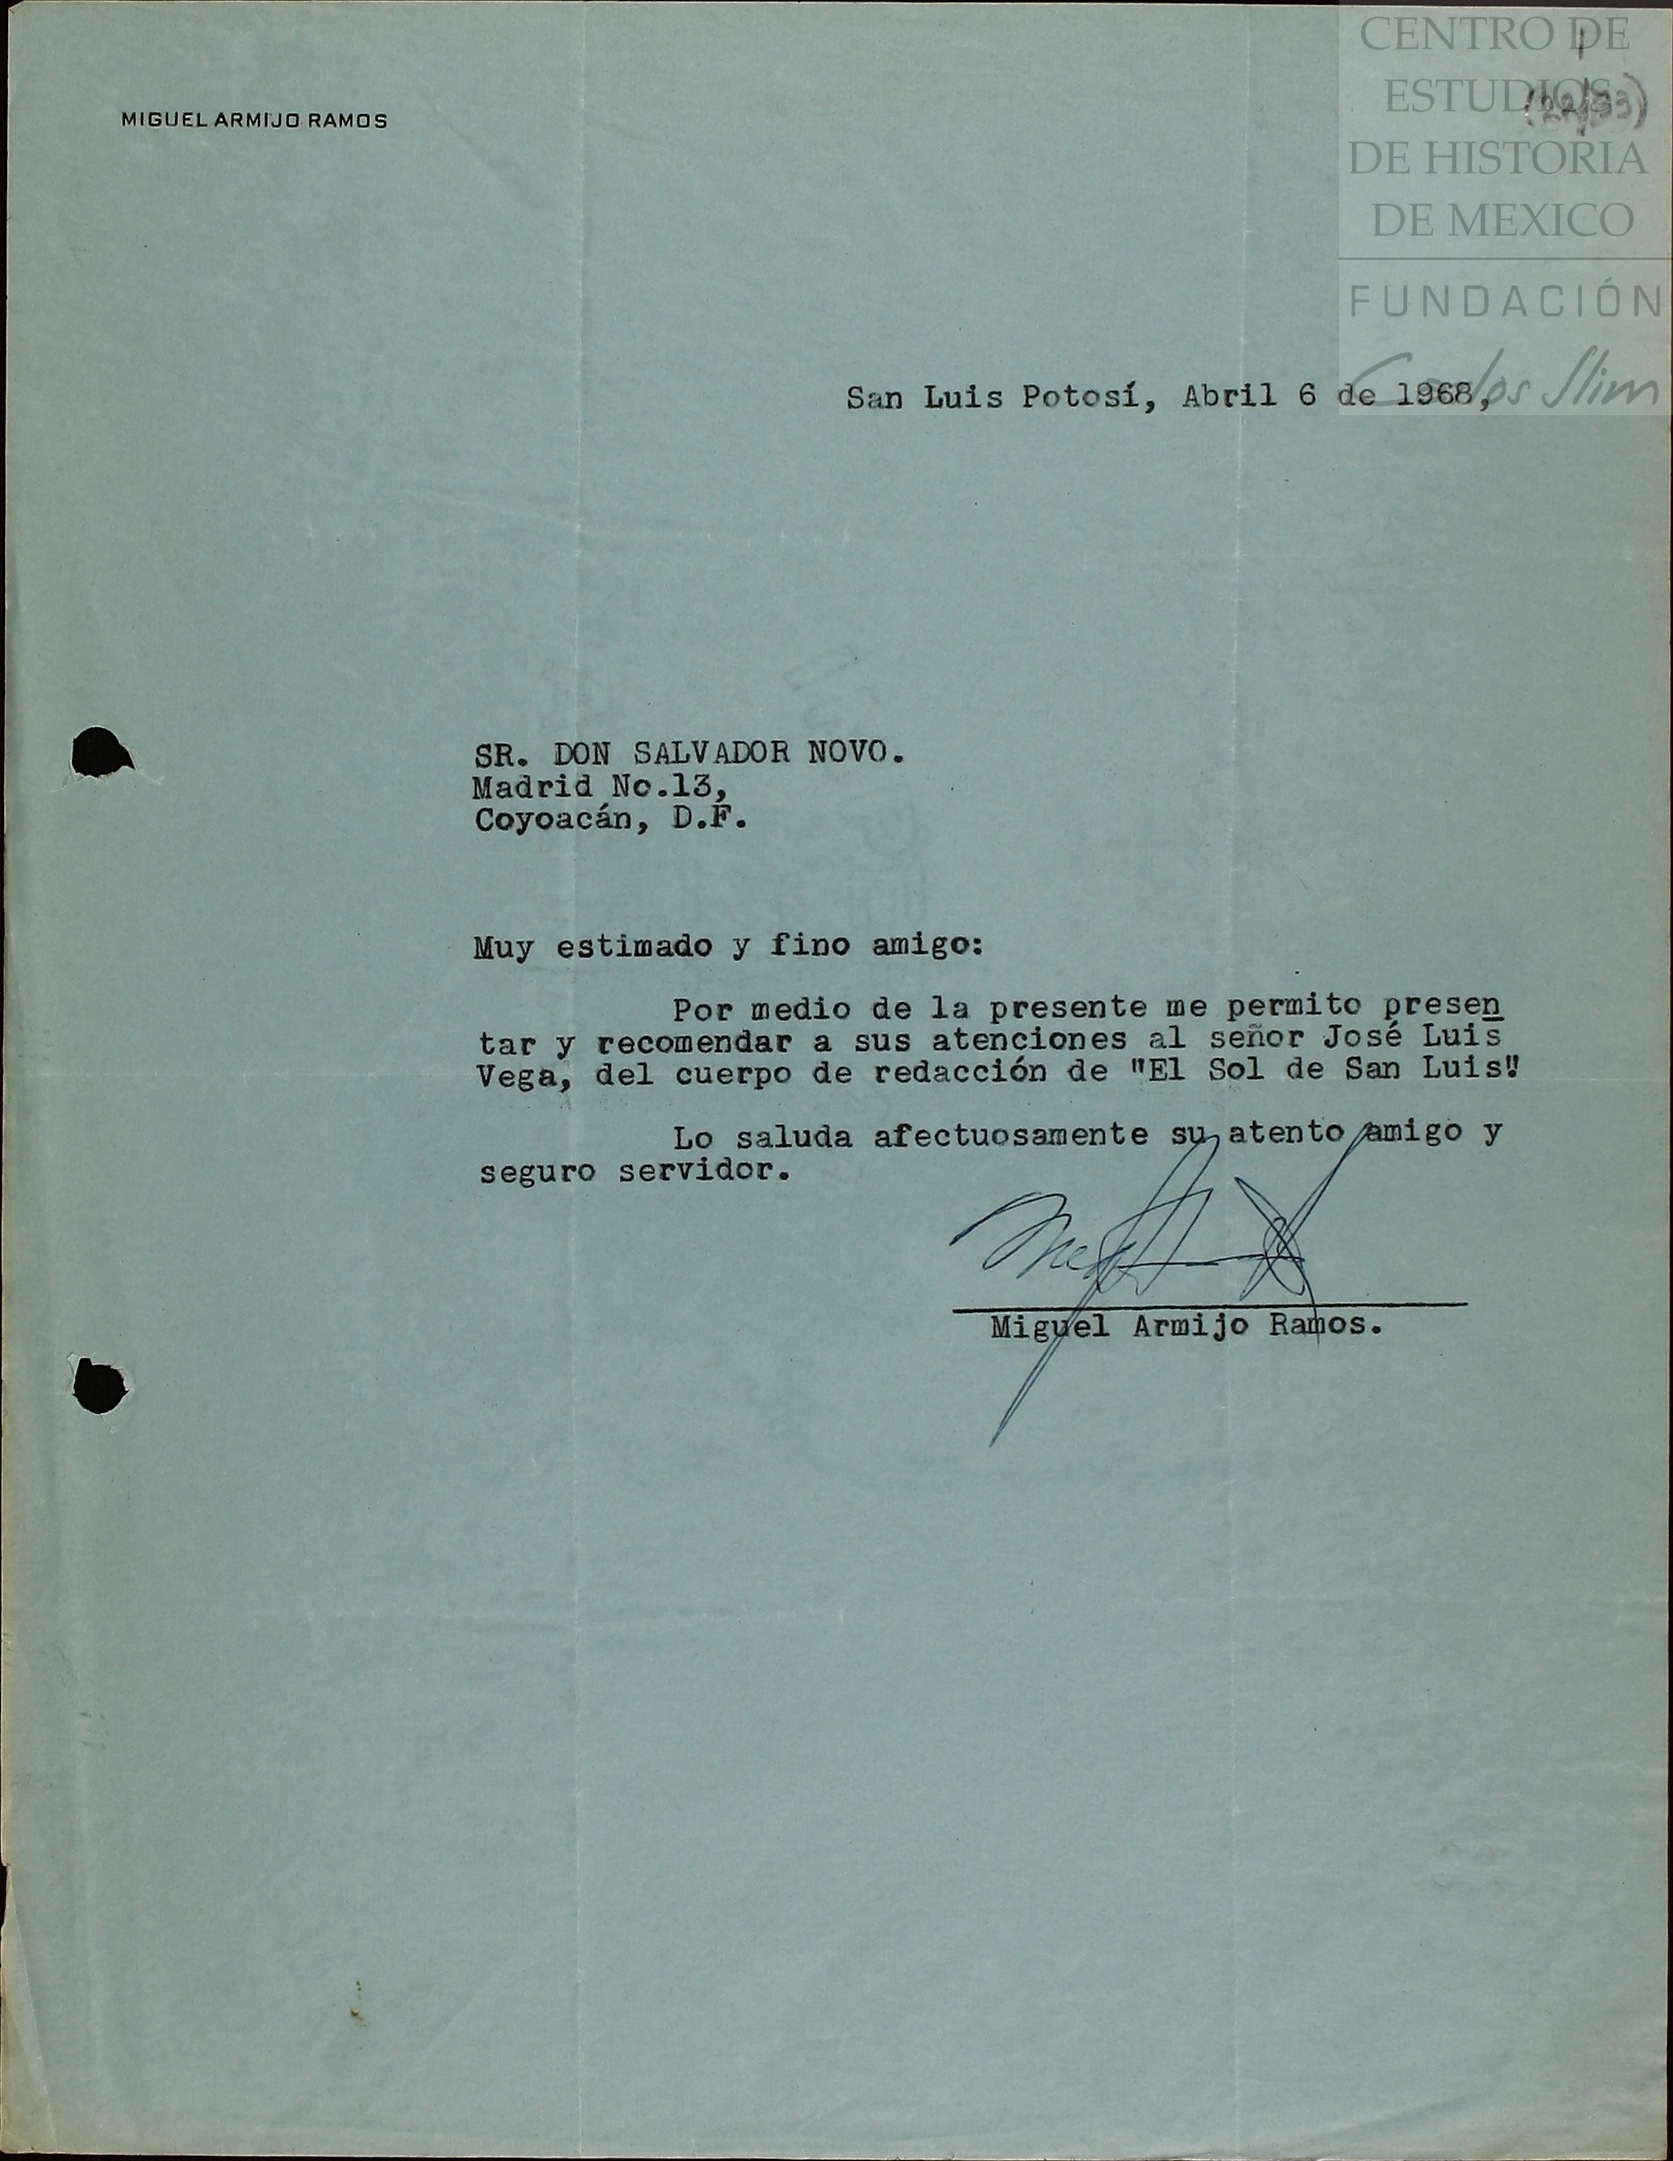 CENTRO DE
ESTUDIOS
DE HISTORIA
DE MEXICO
FUNDACIÓN
Carlos Slim
MIGUEL ARMIJO RAMOS
San Luis Potosí, Abril 6 de 1968,
SR. DON SALVADOR NOVO.
Madrid No.13,
Coyoacán, D.F.
Muy estimado y fino amigo:
Por medio de la presente me permito presen
tar y recomendar a sus atenciones al señor José Luis
Vega, del cuerpo de redacción de "El Sol de San Luis".
Lo saluda afectuosamente su atento amigo y
seguro servidor.
Miguel Armijo Ramos.